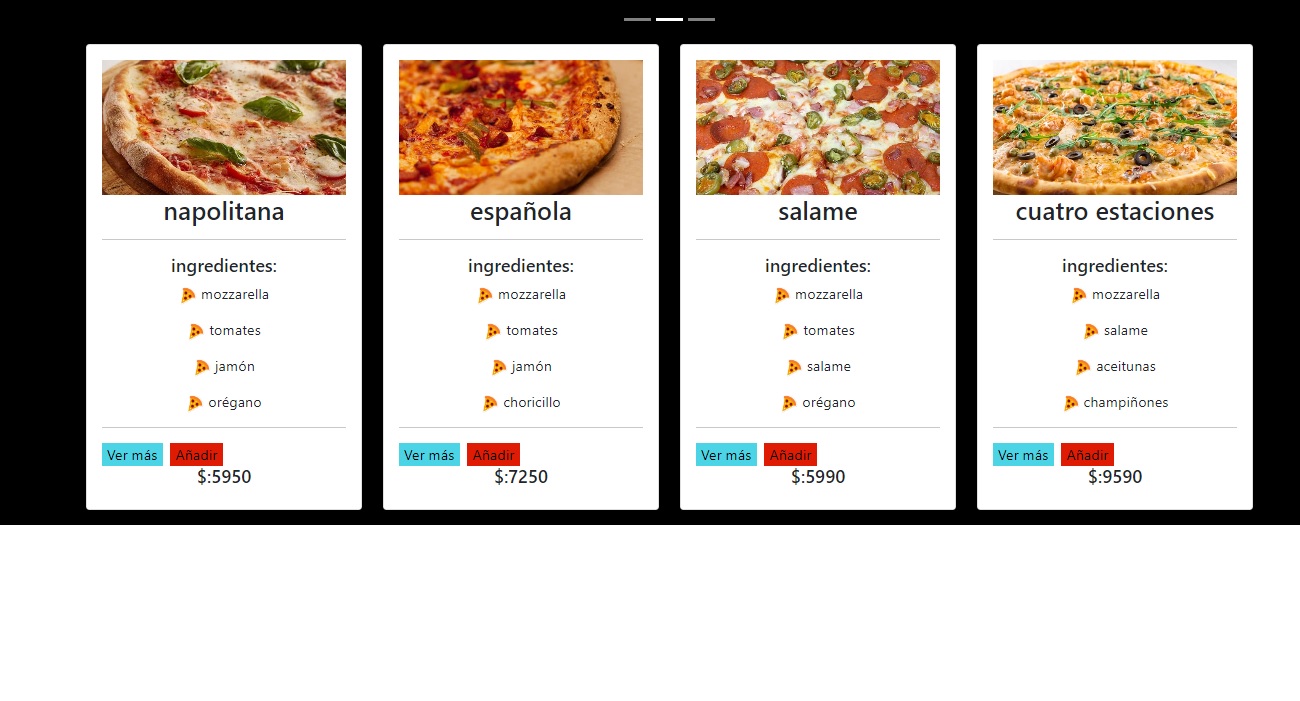 napolitana
ingredientes:
🍕 mozzarella
🍕 tomates
🍕 jamón
🍕 orégano
Ver más Añadir
$:5950
española
ingredientes:
🍕 mozzarella
🍕 tomates
🍕 jamón
🍕 choricillo
Ver más Añadir
$:7250
salame
ingredientes:
🍕 mozzarella
🍕 tomates
🍕 salame
🍕 orégano
Ver más Añadir
$:5990
cuatro estaciones
ingredientes:
🍕 mozzarella
🍕 salame
🍕 aceitunas
🍕 champiñones
Ver más Añadir
$:9590